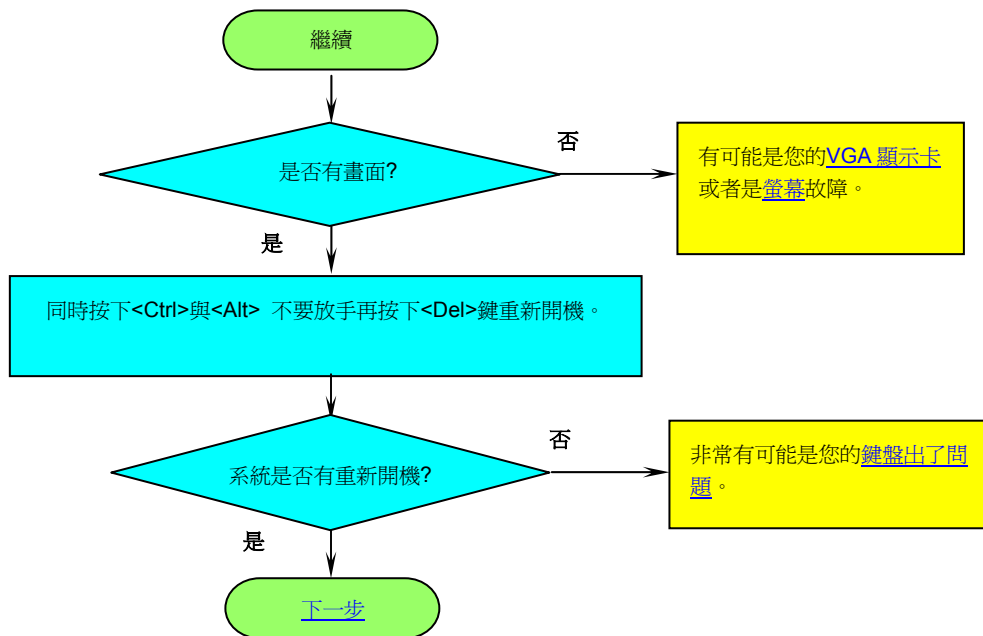 繼續
是否有畫面?
否
有可能是您的VGA 顯示卡
或者是螢幕故障。
是
同時按下<Ctrl>與<Alt> 不要放手再按下<Del>鍵重新開機。
系統是否有重新開機?
否
非常有可能是您的鍵盤出了問
題。
是
下一步